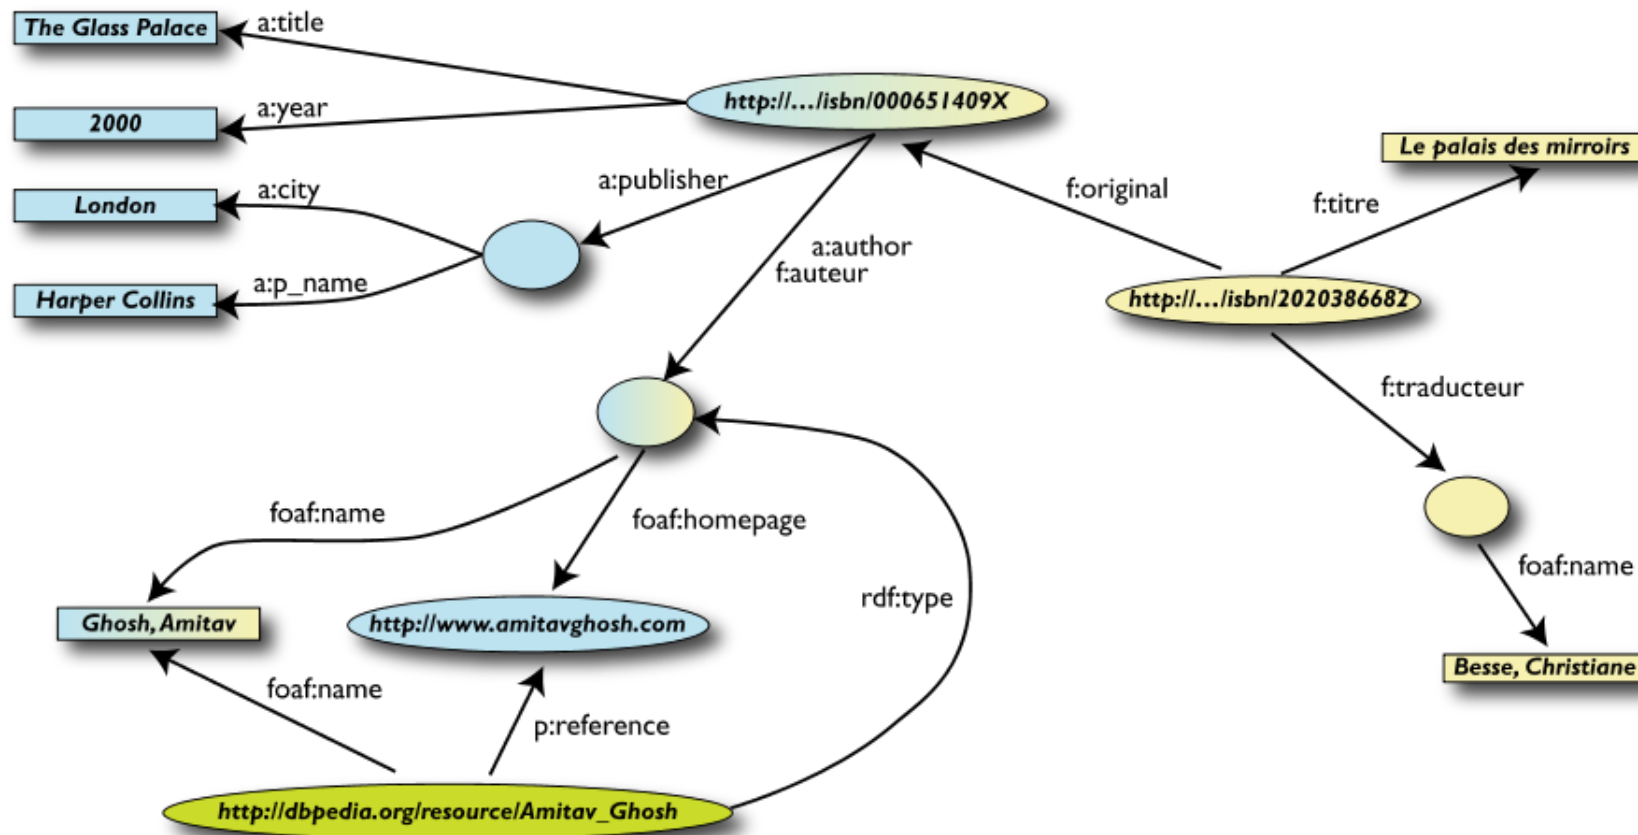 The Glass Palace
a:title
http://.../isbn/000651409X
2000
a:year
Le palais des mirroirs
a:publisher
f:original
London
a:city
f:titre
a:author
f:auteur
Harper Collins
a:p_name
http://.../isbn/2020386682
f:traducteur
foaf:name
foaf:homepage
foaf:name
rdf:type
Ghosh, Amitav
http://www.amitavghosh.com
Besse, Christiane
foaf:name
p:reference
http://dbpedia.org/resource/Amitav_Ghosh